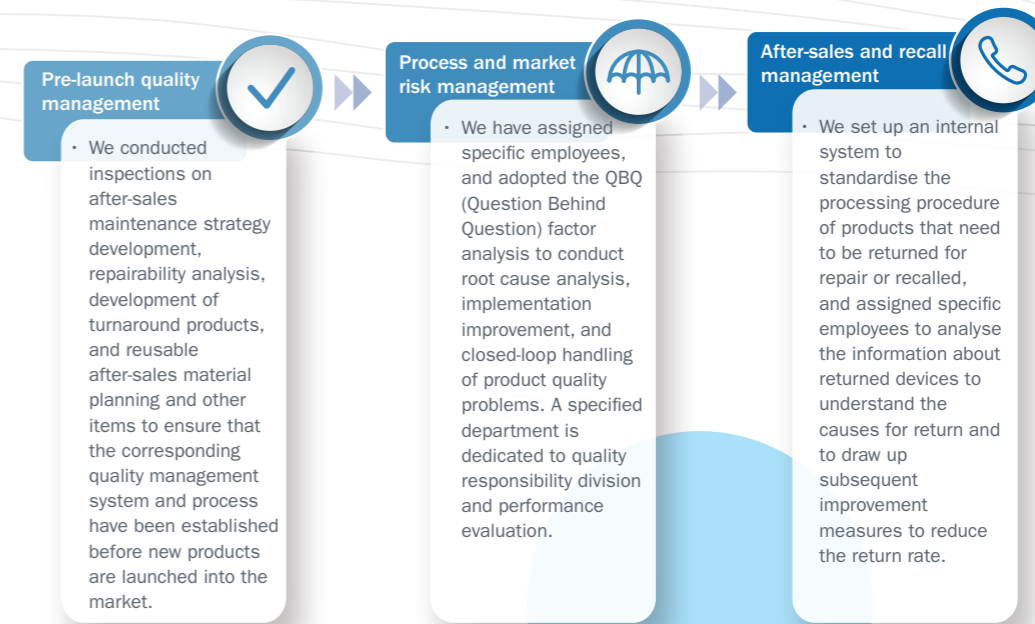 Pre-launch quality
management
· We conducted
inspections on
after-sales
maintenance strategy
development,
repairability analysis,
development of
turnaround products,
and reusable
after-sales material
planning and other
items to ensure that
the corresponding
quality management
system and process
have been established
before new products
are launched into the
market.
Process and market
risk management
· We have assigned
specific employees,
and adopted the QBQ
(Question Behind
Question) factor
analysis to conduct
root cause analysis,
implementation
improvement, and
closed-loop handling
of product quality
problems. A specified
department is
dedicated to quality
responsibility division
and performance
evaluation.
After-sales and recall
management
· We set up an internal
system to
standardise the
processing procedure
of products that need
to be returned for
repair or recalled,
and assigned specific
employees to analyse
the information about
returned devices to
understand the
causes for return and
to draw up
subsequent
improvement
measures to reduce
the return rate.